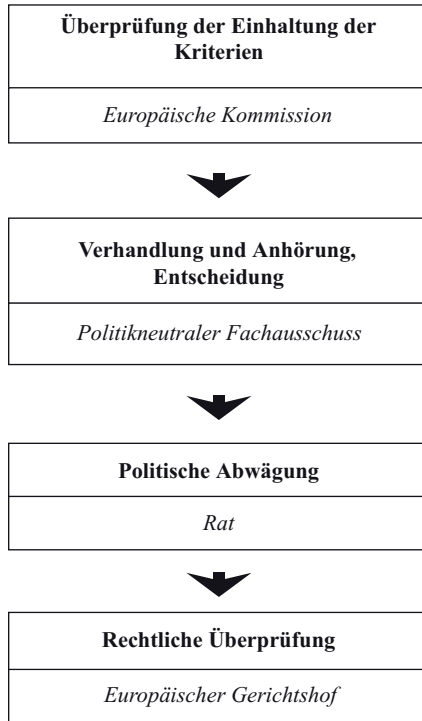 Überprüfung der Einhaltung der
Kriterien
Europäische Kommission
Verhandlung und Anhörung,
Entscheidung
Politikneutraler Fachausschuss
Politische Abwägung
Rat
Rechtliche Überprüfung
Europäischer Gerichtshof